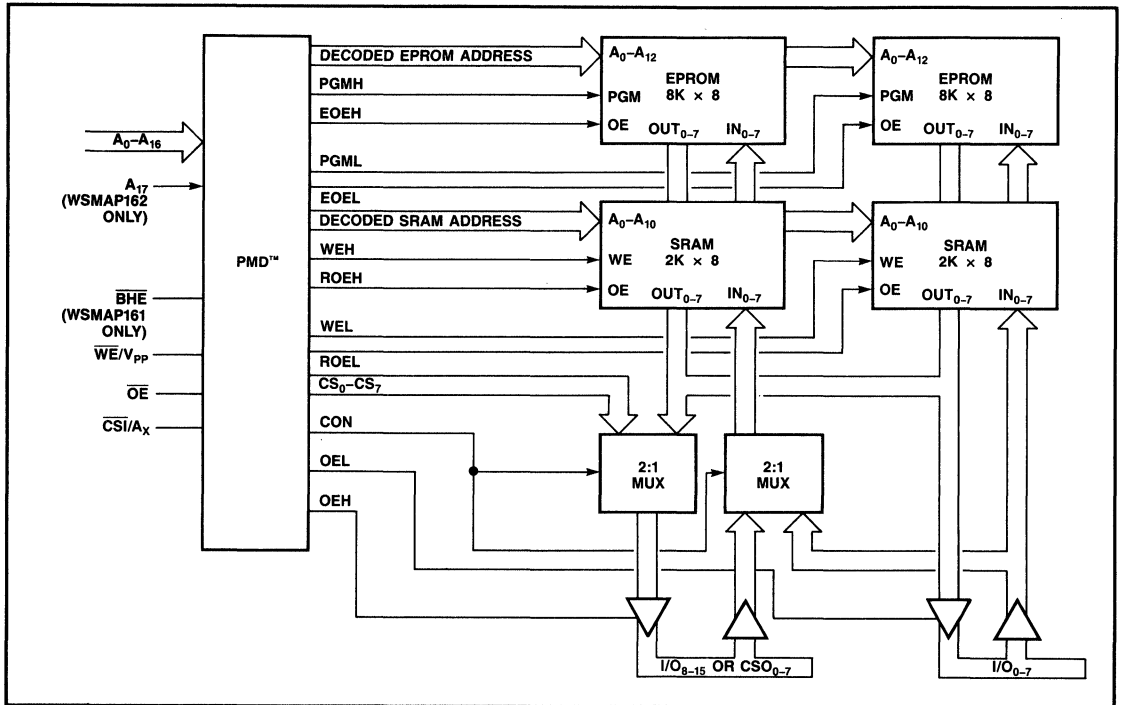 A0–A16
A17
(WSMAP162
ONLY)
BHE
(WSMAP161
ONLY)
WE/VPP
OE
CSI/AX
PMD™
DECODED EPROM ADDRESS
PGMH
EOEH
PGML
EOEL
DECODED SRAM ADDRESS
WEH
ROEH
WEL
ROEL
CS0–CS7
CON
OEL
OEH
A0–A12
EPROM
8K × 8
PGM
OE
OUT0–7 IN0–7
A0–A12
EPROM
8K × 8
PGM
OE
OUT0–7 IN0–7
A0–A10
SRAM
2K × 8
WE
OE
OUT0–7 IN0–7
A0–A10
SRAM
2K × 8
WE
OE
OUT0–7 IN0–7
2:1
MUX
2:1
MUX
I/O8–15 OR CSO0–7
I/O0–7